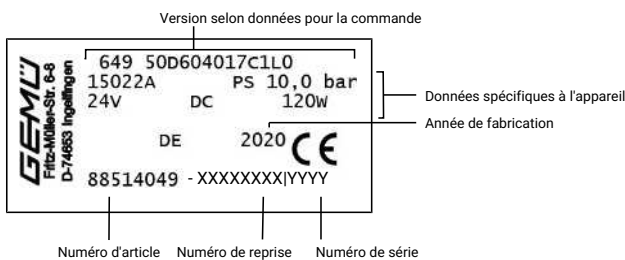 Version selon données pour la commande
GEMÜ
Fritz-Müller-Str. 6-8
D-74653 Ingelfingen
649 50D604017C1L0
15022A PS 10,0 bar
24V DC 120W
Données spécifiques à l'appareil
Année de fabrication
DE 2020 CE
88514049 -XXXXXXXX|YYYY
Numéro d'article Numéro de reprise Numéro de série